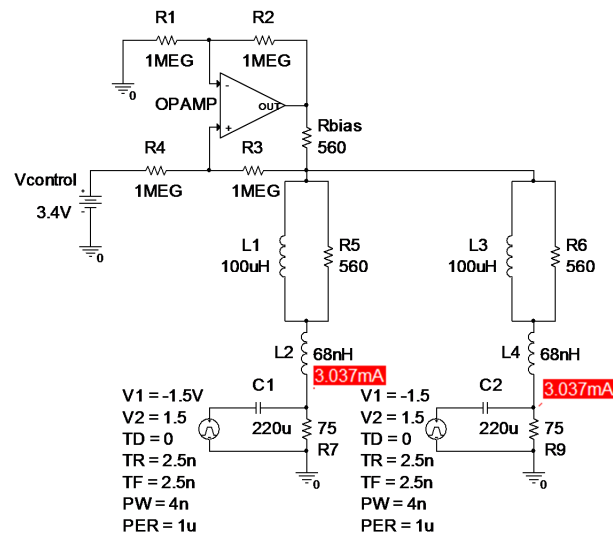 R1
R2
1MEG
1MEG
0
-
OPAMP
OUT
+
Rbias
560
R4
R3
1MEG
1MEG
Vcontrol
+
-
3.4V
0
L1
100uH
R5
560
L3
100uH
R6
560
L2
68nH
L4
68nH
3.037mA
3.037mA
V1 = -1.5V
V2 = 1.5
TD = 0
TR = 2.5n
TF = 2.5n
PW = 4n
PER = 1u
C1
220u
75
R7
0
V1 = -1.5
V2 = 1.5
TD = 0
TR = 2.5n
TF = 2.5n
PW = 4n
PER = 1u
C2
220u
75
R9
0